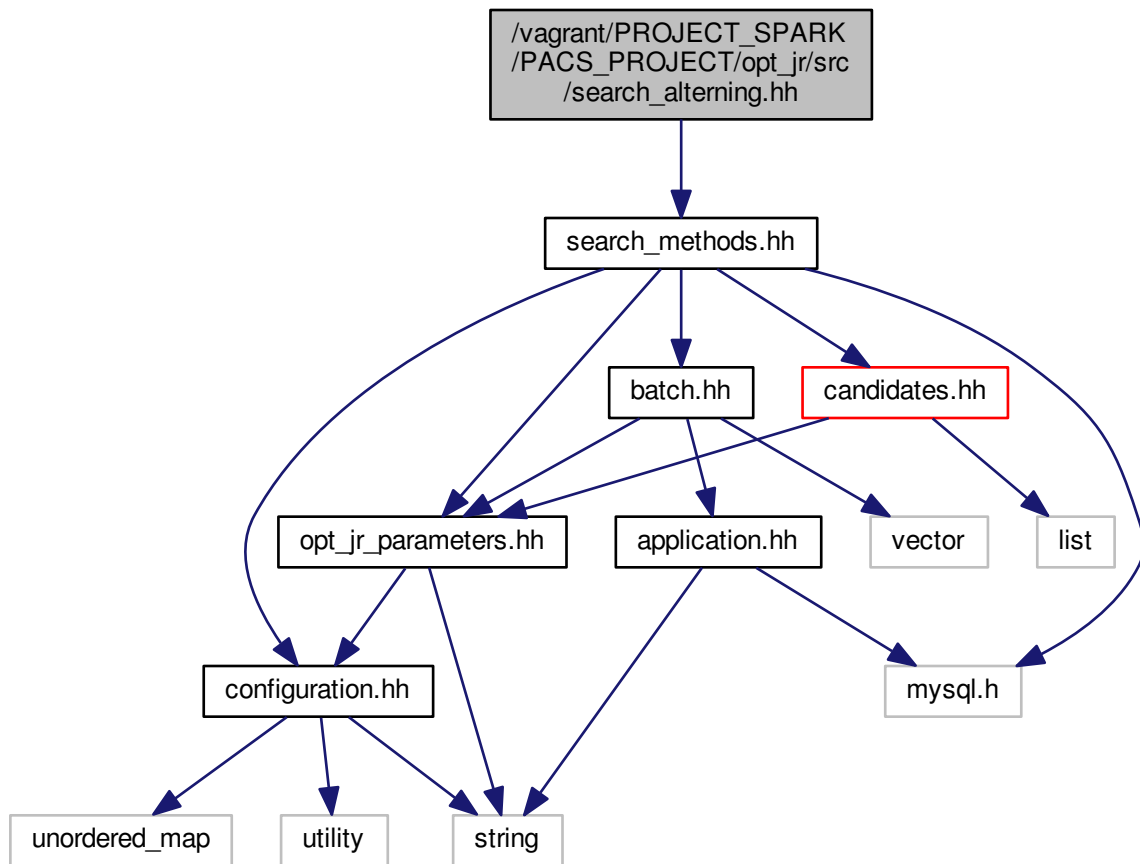 /vagrant/PROJECT_SPARK
/PACS_PROJECT/opt_jr/src
/search_alterning.hh
search_methods.hh
batch.hh
candidates.hh
opt_jr_parameters.hh
application.hh
vector
list
configuration.hh
mysql.h
unordered_map
utility
string